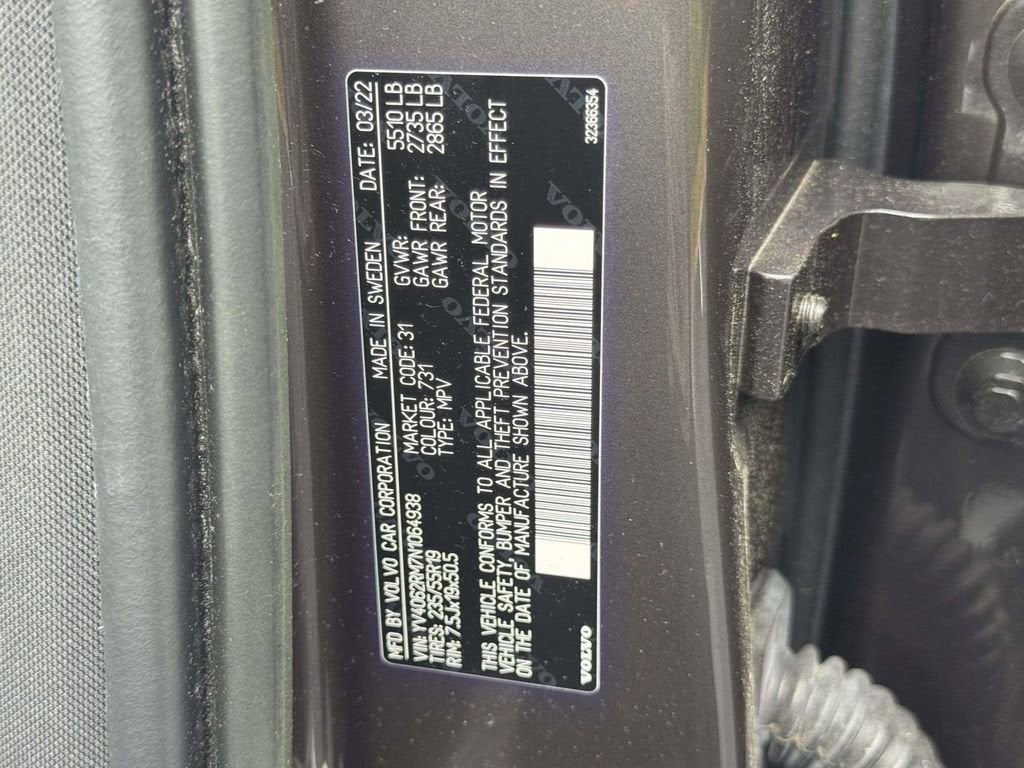 MFD BY VOLVO CAR CORPORATION MADE IN SWEDEN DATE: 03/22
VIN: YV4062RM7N1064938 MARKET CODE: 31 GVWR: 5510 LB
TIRES: 235/55R19 COLOUR: 731 GAWR FRONT: 2735 LB
RIM: 7.5Jx19x50.5 TYPE: MPV GAWR REAR: 2865 LB
THIS VEHICLE CONFORMS TO ALL APPLICABLE FEDERAL MOTOR
VEHICLE SAFETY, BUMPER AND THEFT PREVENTION STANDARDS IN EFFECT
ON THE DATE OF MANUFACTURE SHOWN ABOVE.
VOLVO 32366354